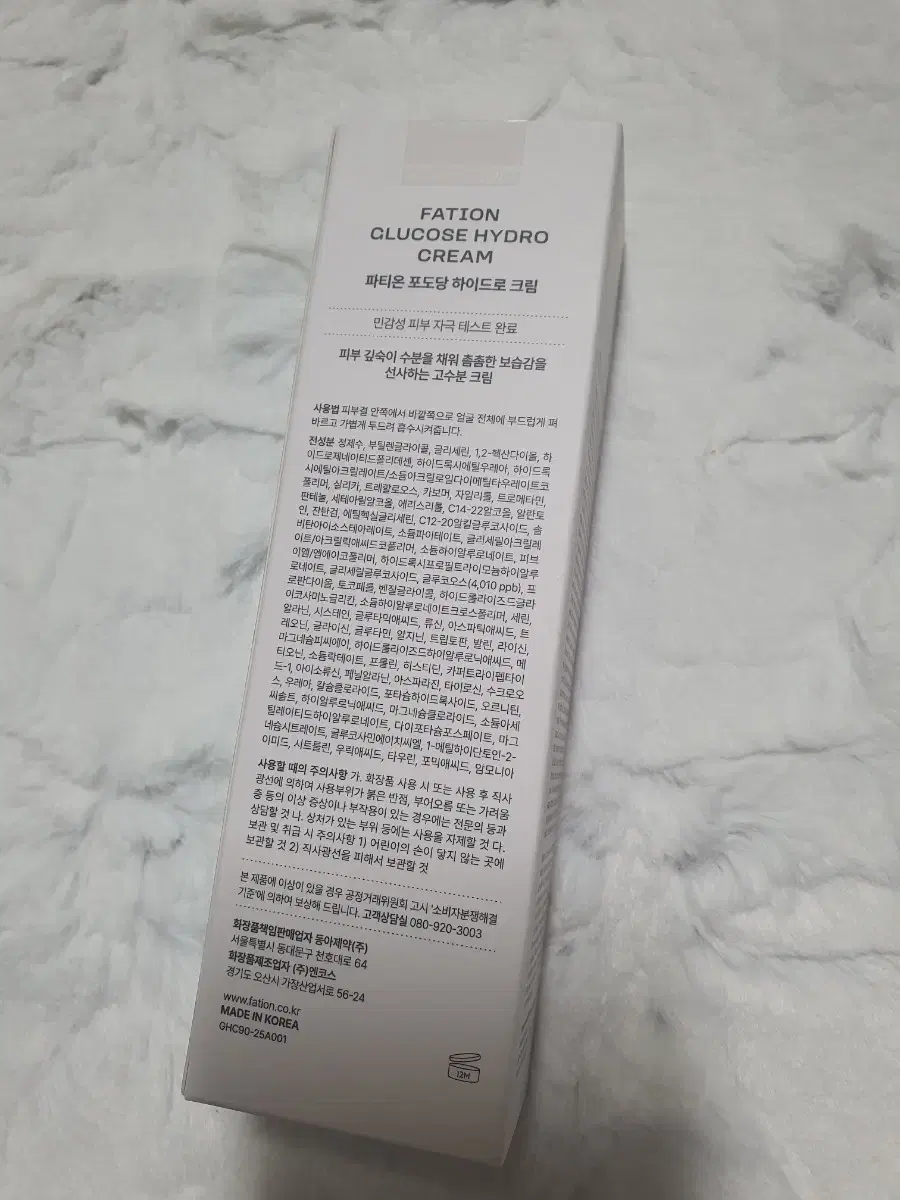 FATION
GLUCOSE HYDRO
CREAM
파티온 포도당 하이드로 크림
민감성 피부 자극 테스트 완료
피부 깊숙이 수분을 채워 촘촘한 보습감을
선사하는 고수분 크림
사용법 피부결 안쪽에서 바깥쪽으로 얼굴 전체에 부드럽게 펴
바르고 가볍게 두드려 흡수시켜줍니다.
전성분 정제수, 부틸렌글라이콜, 글리세린, 1,2-헥산다이올, 하
이드로제네이티드폴리데센, 하이드록시에틸우레아, 하이드록
시에틸아크릴레이트/소듐아크릴로일다이메틸타우레이트코
폴리머, 실리카, 트레할로오스, 카보머, 자일리톨, 트로메타민,
판테놀, 세테아릴알코올, 에리스리톨, C14-22알코올, 알란토
인, 잔탄검, 에틸헥실글리세린, C12-20알킬글루코사이드, 솔
비탄아이소스테아레이트, 소듐파이테이트, 글리세릴아크릴레
이트/아크릴릭애씨드코폴리머, 소듐하이알루로네이트, 피브
이엠/엠에이코폴리머, 하이드록시프로필트라이모늄하이알루
로네이트, 글리세릴글루코사이드, 글루코오스(4,010 ppb), 프
로판다이올, 토코페롤, 벤질글라이콜, 하이드롤라이즈드글라
이코사미노글리칸, 소듐하이알루로네이트크로스폴리머, 세린,
알라닌, 시스테인, 글루타믹애씨드, 류신, 아스파틱애씨드, 트
레오닌, 글라이신, 글루타민, 알지닌, 트립토판, 발린, 라이신,
마그네슘피씨에이, 하이드롤라이즈드하이알루로닉애씨드, 메
티오닌, 소듐락테이트, 프롤린, 히스티딘, 카퍼트라이펩타이
드-1, 아이소류신, 페닐알라닌, 아스파라진, 타이로신, 수크로오
스, 우레아, 칼슘클로라이드, 포타슘하이드록사이드, 오르니틴,
씨솔트, 하이알루로닉애씨드, 마그네슘클로라이드, 소듐아세
틸레이티드하이알루로네이트, 다이포타슘포스페이트, 마그
네슘시트레이트, 글루코사민에이치씨엘, 1-메틸하이단토인-2-
이미드, 시트룰린, 우릭애씨드, 타우린, 포믹애씨드, 암모니아
사용할 때의 주의사항 가. 화장품 사용 시 또는 사용 후 직사
광선에 의하여 사용부위가 붉은 반점, 부어오름 또는 가려움
증 등의 이상 증상이나 부작용이 있는 경우에는 전문의 등과
상담할 것 나. 상처가 있는 부위 등에는 사용을 자제할 것 다.
보관 및 취급 시 주의사항 1) 어린이의 손이 닿지 않는 곳에
보관할 것 2) 직사광선을 피해서 보관할 것
본 제품에 이상이 있을 경우 공정거래위원회 고시 '소비자분쟁해결
기준'에 의하여 보상해 드립니다. 고객상담실 080-920-3003
화장품책임판매업자 동아제약(주)
서울특별시 동대문구 천호대로 64
화장품제조업자 (주)엔코스
경기도 오산시 가장산업서로 56-24
www.fation.co.kr
MADE IN KOREA
GHC90-25A001
12M